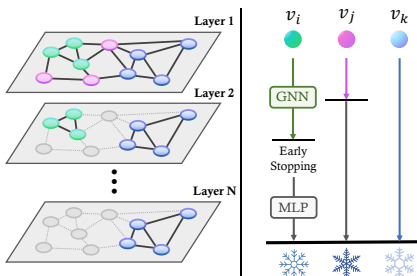 Layer 1
Layer 2
Layer N
v_i
v_j
v_k
GNN
Early
Stopping
MLP